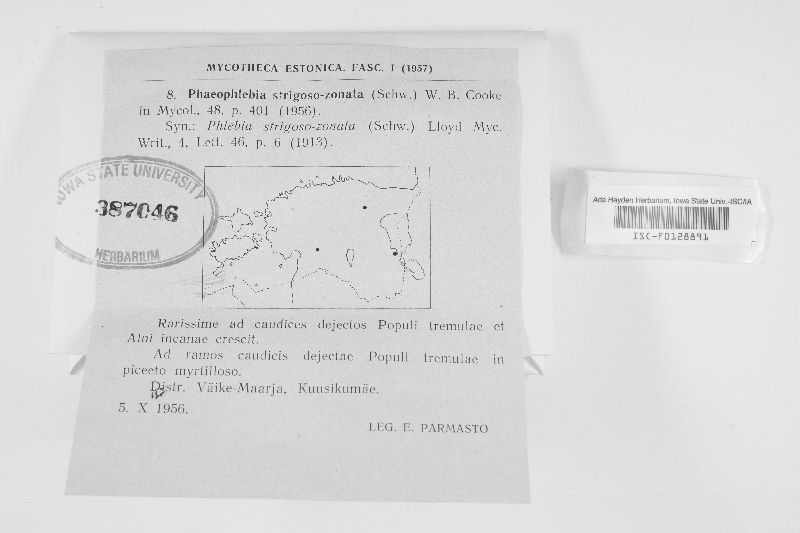 MYCOTHECA ESTONICA. FASC. I (1957)
8. Phaeophlebia strigoso-zonata (Schw.) W. B. Cooke
in Mycol., 48, p. 401 (1956).
Syn.: Phlebia strigoso-zonata (Schw.) Lloyd Myc.
Writ., 4, Lett. 46, p. 6 (1913).
IOWA STATE UNIVERSITY
387046
HERBARIUM
Ada Hayden Herbarium, Iowa State Univ.-ISC/IA
ISC-F0128891
Rarissime ad caudices dejectos Populi tremulae et
Alni incanae crescit.
Ad ramos caudicis dejectae Populi tremulae in
piceeto myrtilloso.
Distr. Väike-Maarja, Kuusikumäe.
5. X 1956.
LEG. E. PARMASTO